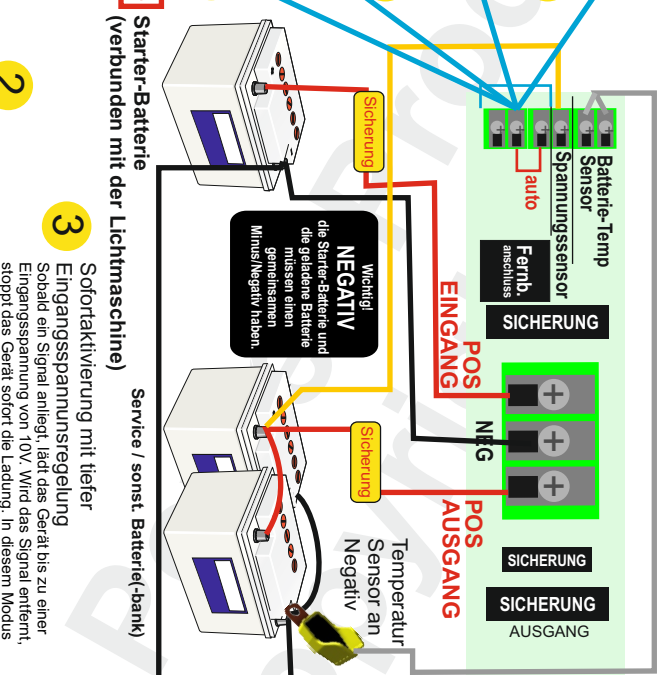 Batterie-Temp
Sensor
Spannungssensor
auto
Fernb.
anschluss
SICHERUNG
POS
EINGANG
NEG
POS
AUSGANG
SICHERUNG
SICHERUNG
AUSGANG
Sicherung
Sicherung
Temperatur
Sensor an
Negativ
Wichtig!
NEGATIV
die Starter-Batterie und
die geladene Batterie
müssen einen
gemeinsamen
Minus/Negativ haben.
Starter-Batterie
(verbunden mit der Lichtmaschine)
Service / sonst. Batterie(-bank)
2
3
Sofortaktivierung mit tiefer
Eingangsspannunsregelung
Sobald ein Signal anliegt, lädt das Gerät bis zu einer
Eingangsspannung von 10V. Wird das Signal entfernt,
stoppt das Gerät sofort die Ladung. In diesem Modus